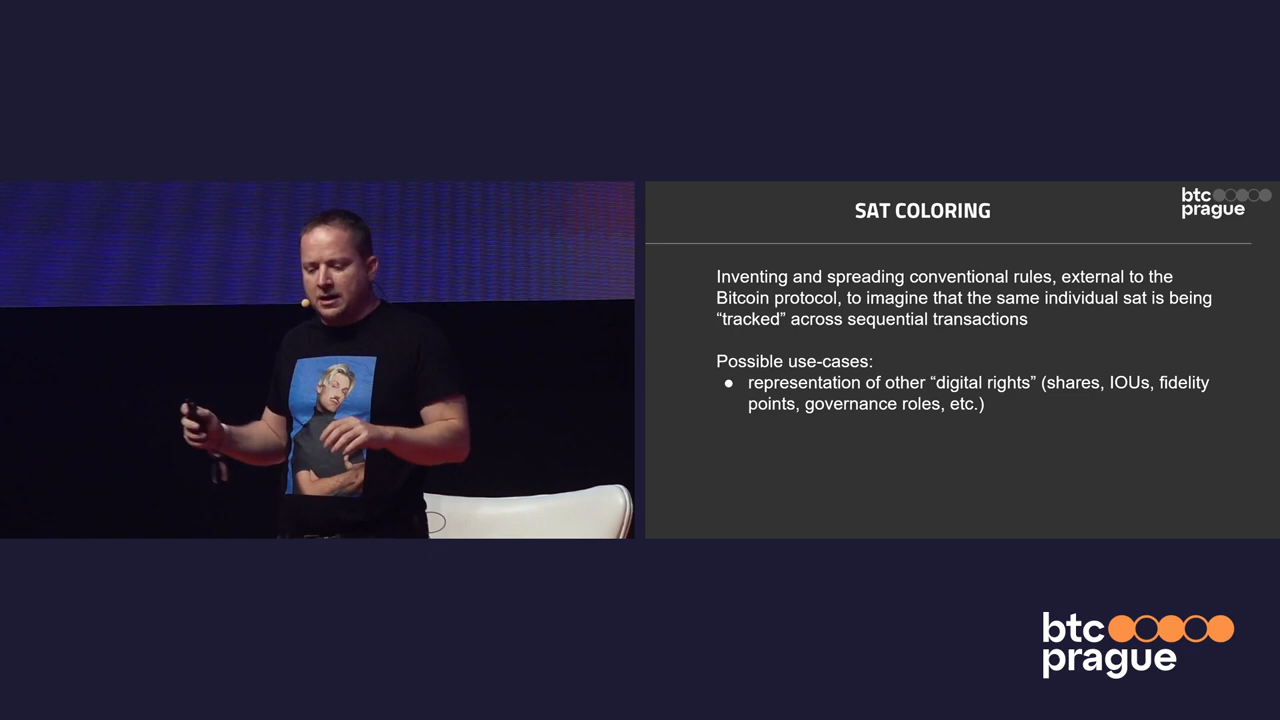 SAT COLORING
btc
prague
Inventing and spreading conventional rules, external to the
Bitcoin protocol, to imagine that the same individual sat is being
“tracked” across sequential transactions
Possible use-cases:
● representation of other “digital rights” (shares, IOUs, fidelity
points, governance roles, etc.)
btc
prague